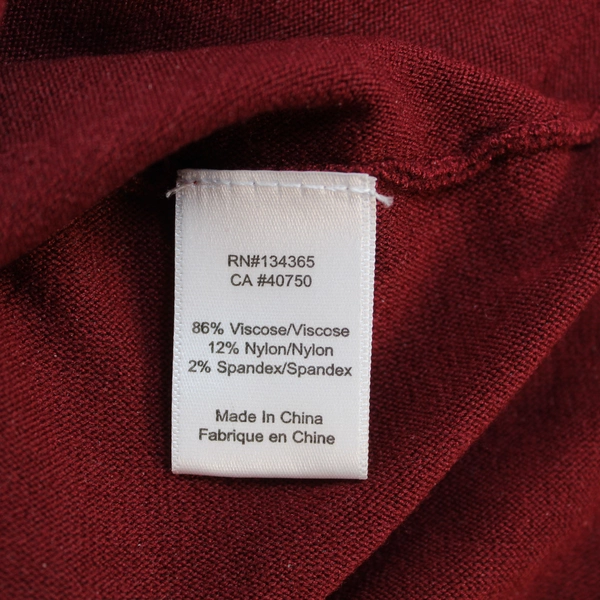 RN#134365
CA #40750
86% Viscose/Viscose
12% Nylon/Nylon
2% Spandex/Spandex
Made In China
Fabrique en Chine